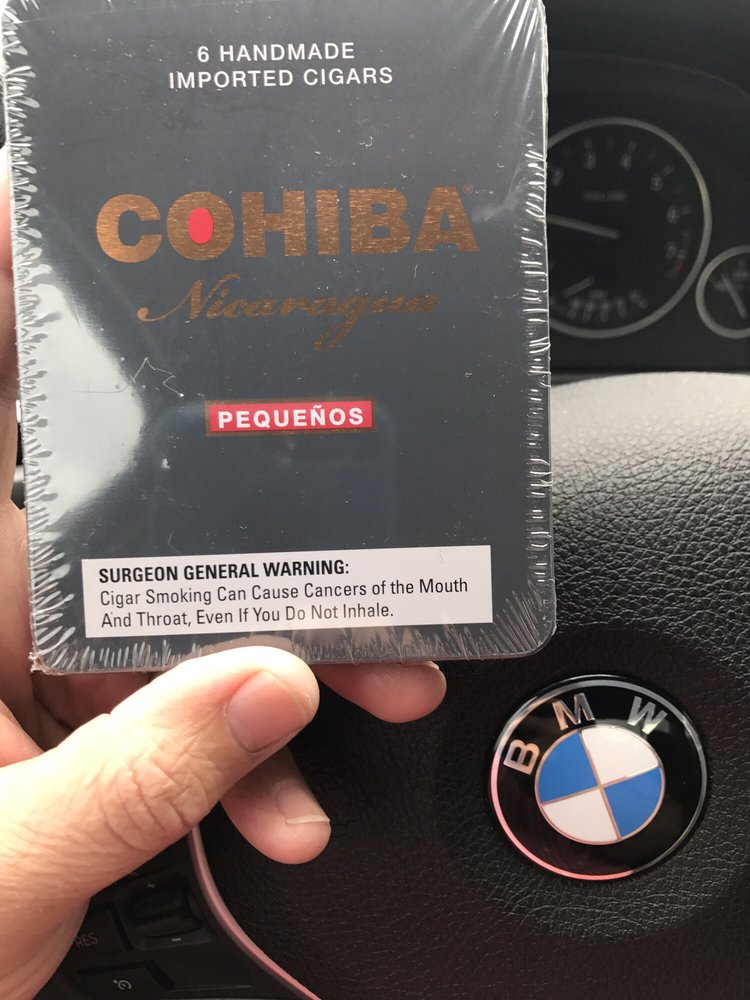 6 HANDMADE
IMPORTED CIGARS
COHIBA®
Nicaragua
PEQUEÑOS
SURGEON GENERAL WARNING:
Cigar Smoking Can Cause Cancers of the Mouth
And Throat, Even If You Do Not Inhale.
BMW
RES